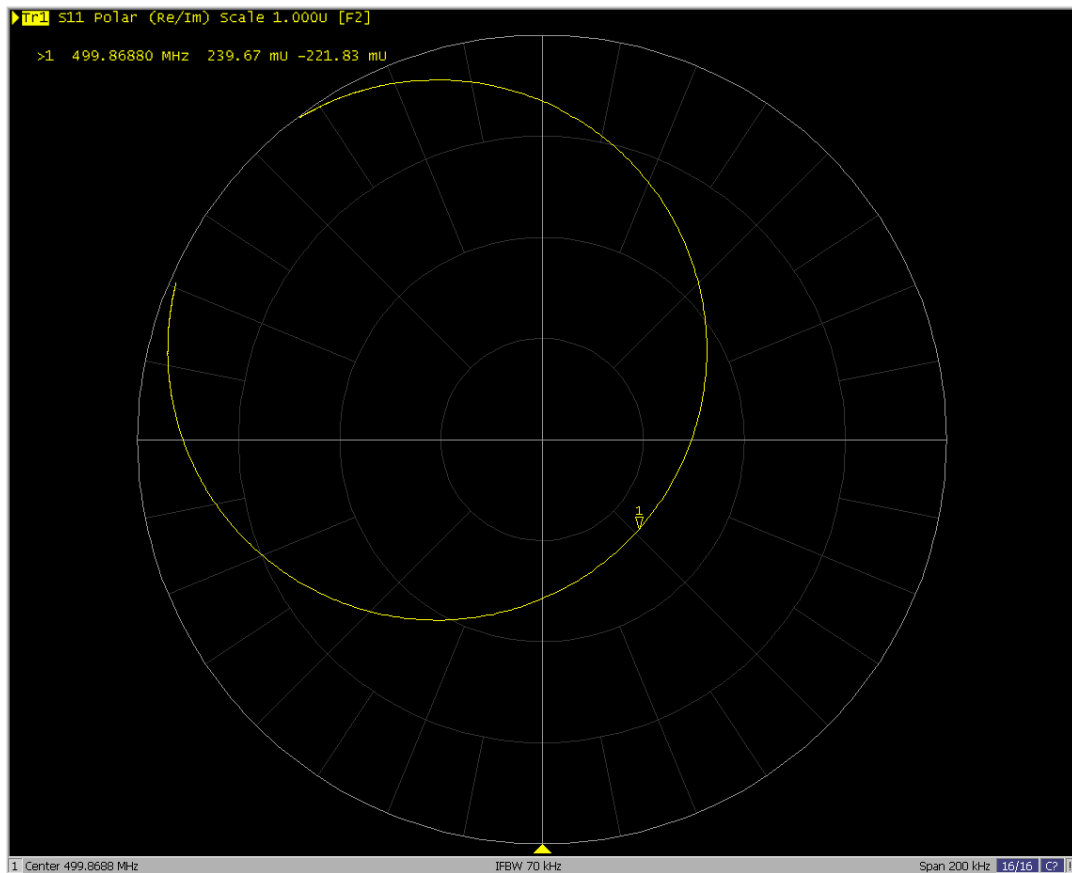 Tr1 S11 Polar (Re/Im) Scale 1.000U [F2]
>1 499.86880 MHz 239.67 mU -221.83 mU
1
1 Center 499.8688 MHz IFBW 70 kHz Span 200 kHz 16/16 C?